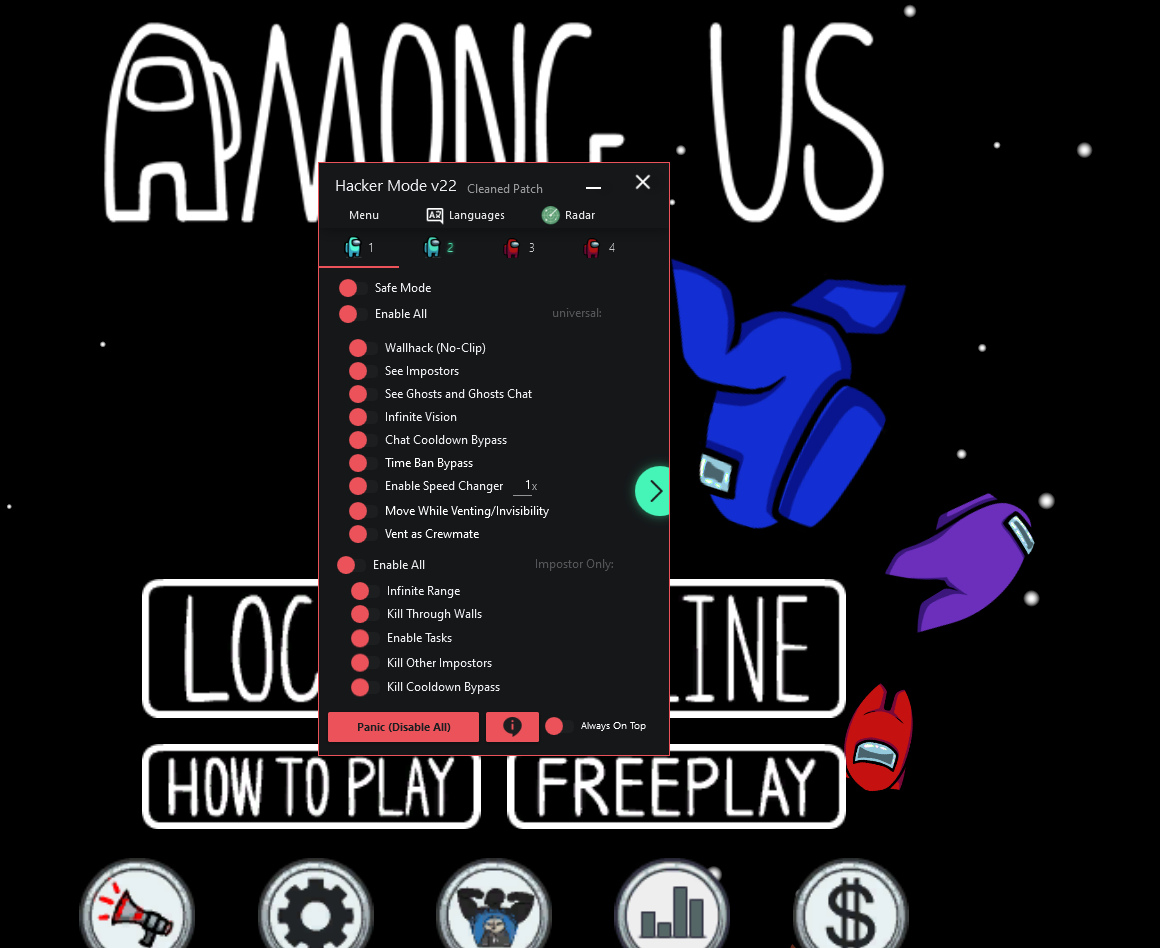 AMONG US
Hacker Mode v22 Cleaned Patch
Menu Languages Radar
1 2 3 4
Safe Mode
Enable All universal:
Wallhack (No-Clip)
See Impostors
See Ghosts and Ghosts Chat
Infinite Vision
Chat Cooldown Bypass
Time Ban Bypass
Enable Speed Changer 1x
Move While Venting/Invisibility
Vent as Crewmate
Enable All Impostor Only:
Infinite Range
Kill Through Walls
Enable Tasks
Kill Other Impostors
Kill Cooldown Bypass
Panic (Disable All) Always On Top
LOC INE
HOW TO PLAY FREEPLAY
$